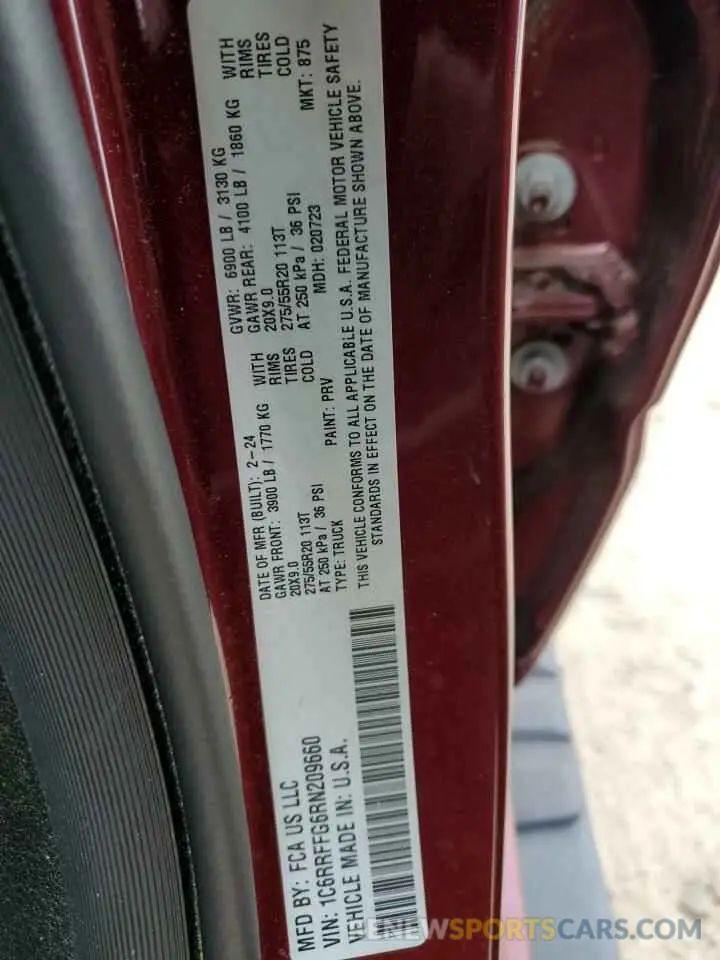 MFD BY: FCA US LLC
VIN: 1C6RRFFG6RN209660
VEHICLE MADE IN: U.S.A.
DATE OF MFR (BUILT): 2-24
GAWR FRONT: 3900 LB / 1770 KG WITH
20X9.0 RIMS
275/55R20 113T TIRES
AT 250 kPa / 36 PSI COLD
TYPE: TRUCK PAINT: PRV
GVWR: 6900 LB / 3130 KG
GAWR REAR: 4100 LB / 1860 KG WITH
20X9.0 RIMS
275/55R20 113T TIRES
AT 250 kPa / 36 PSI COLD
MDH: 020723 MKT: 875
THIS VEHICLE CONFORMS TO ALL APPLICABLE U.S.A. FEDERAL MOTOR VEHICLE SAFETY
STANDARDS IN EFFECT ON THE DATE OF MANUFACTURE SHOWN ABOVE.
RENEWSPORTSCARS.COM